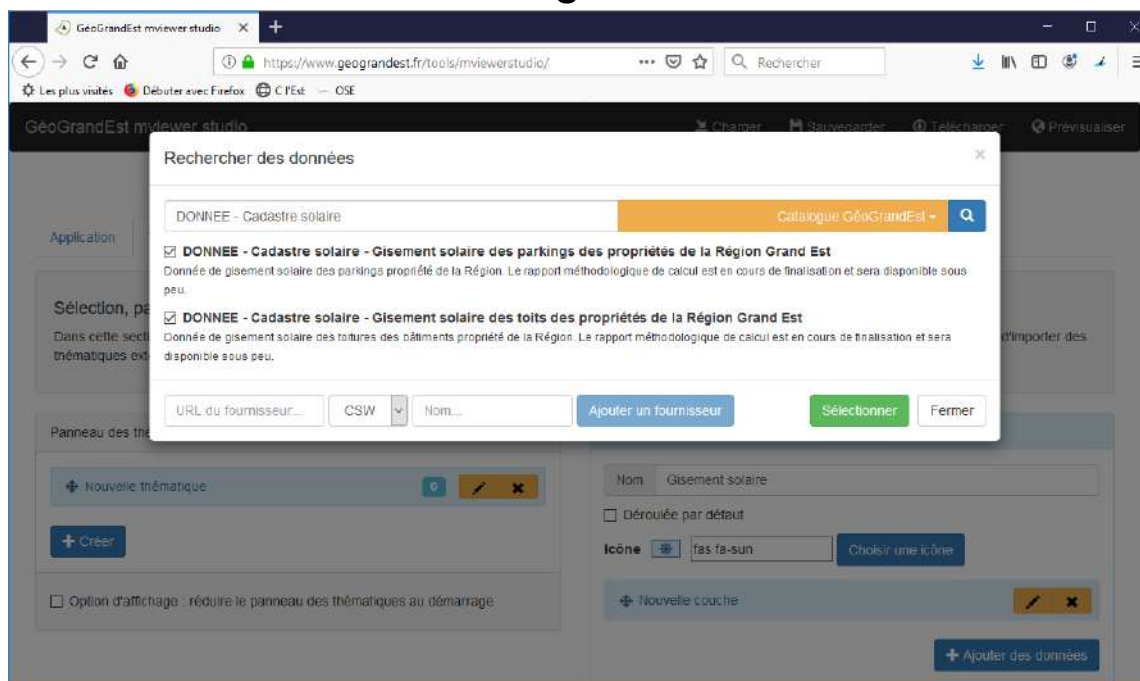 GéoGrandEst mviewer studio
https://www.geograndest.fr/tools/mviewerstudio/
Rechercher
Les plus visités
Débuter avec Firefox
C l'Est
OSE
GéoGrandEst mviewer studio
Charger
Sauvegarder
Télécharger
Prévisualiser
Rechercher des données
DONNEE - Cadastre solaire
Catalogue GéoGrandEst
Application
DONNEE - Cadastre solaire - Gisement solaire des parkings des propriétés de la Région Grand Est
Donnée de gisement solaire des parkings propriété de la Région. Le rapport méthodologique de calcul est en cours de finalisation et sera disponible sous
peu.
Sélection, pa
DONNEE - Cadastre solaire - Gisement solaire des toits des propriétés de la Région Grand Est
Dans cette secti
Donnée de gisement solaire des toitures des bâtiments propriété de la Région. Le rapport méthodologique de calcul est en cours de finalisation et sera
d'importer des
thématiques ext
disponible sous peu.
URL du fournisseur...
CSW
Nom...
Ajouter un fournisseur
Sélectionner
Fermer
Panneau des thé
Nouvelle thématique
0
Nom
Gisement solaire
Déroulée par défaut
Créer
Icône
fas fa-sun
Choisir une icône
Option d'affichage : réduire le panneau des thématiques au démarrage
Nouvelle couche
Ajouter des données